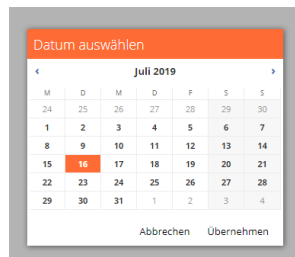 Datum auswählen
‹ Juli 2019 ›
M D M D F S S
24 25 26 27 28 29 30
1 2 3 4 5 6 7
8 9 10 11 12 13 14
15 16 17 18 19 20 21
22 23 24 25 26 27 28
29 30 31 1 2 3 4
Abbrechen Übernehmen